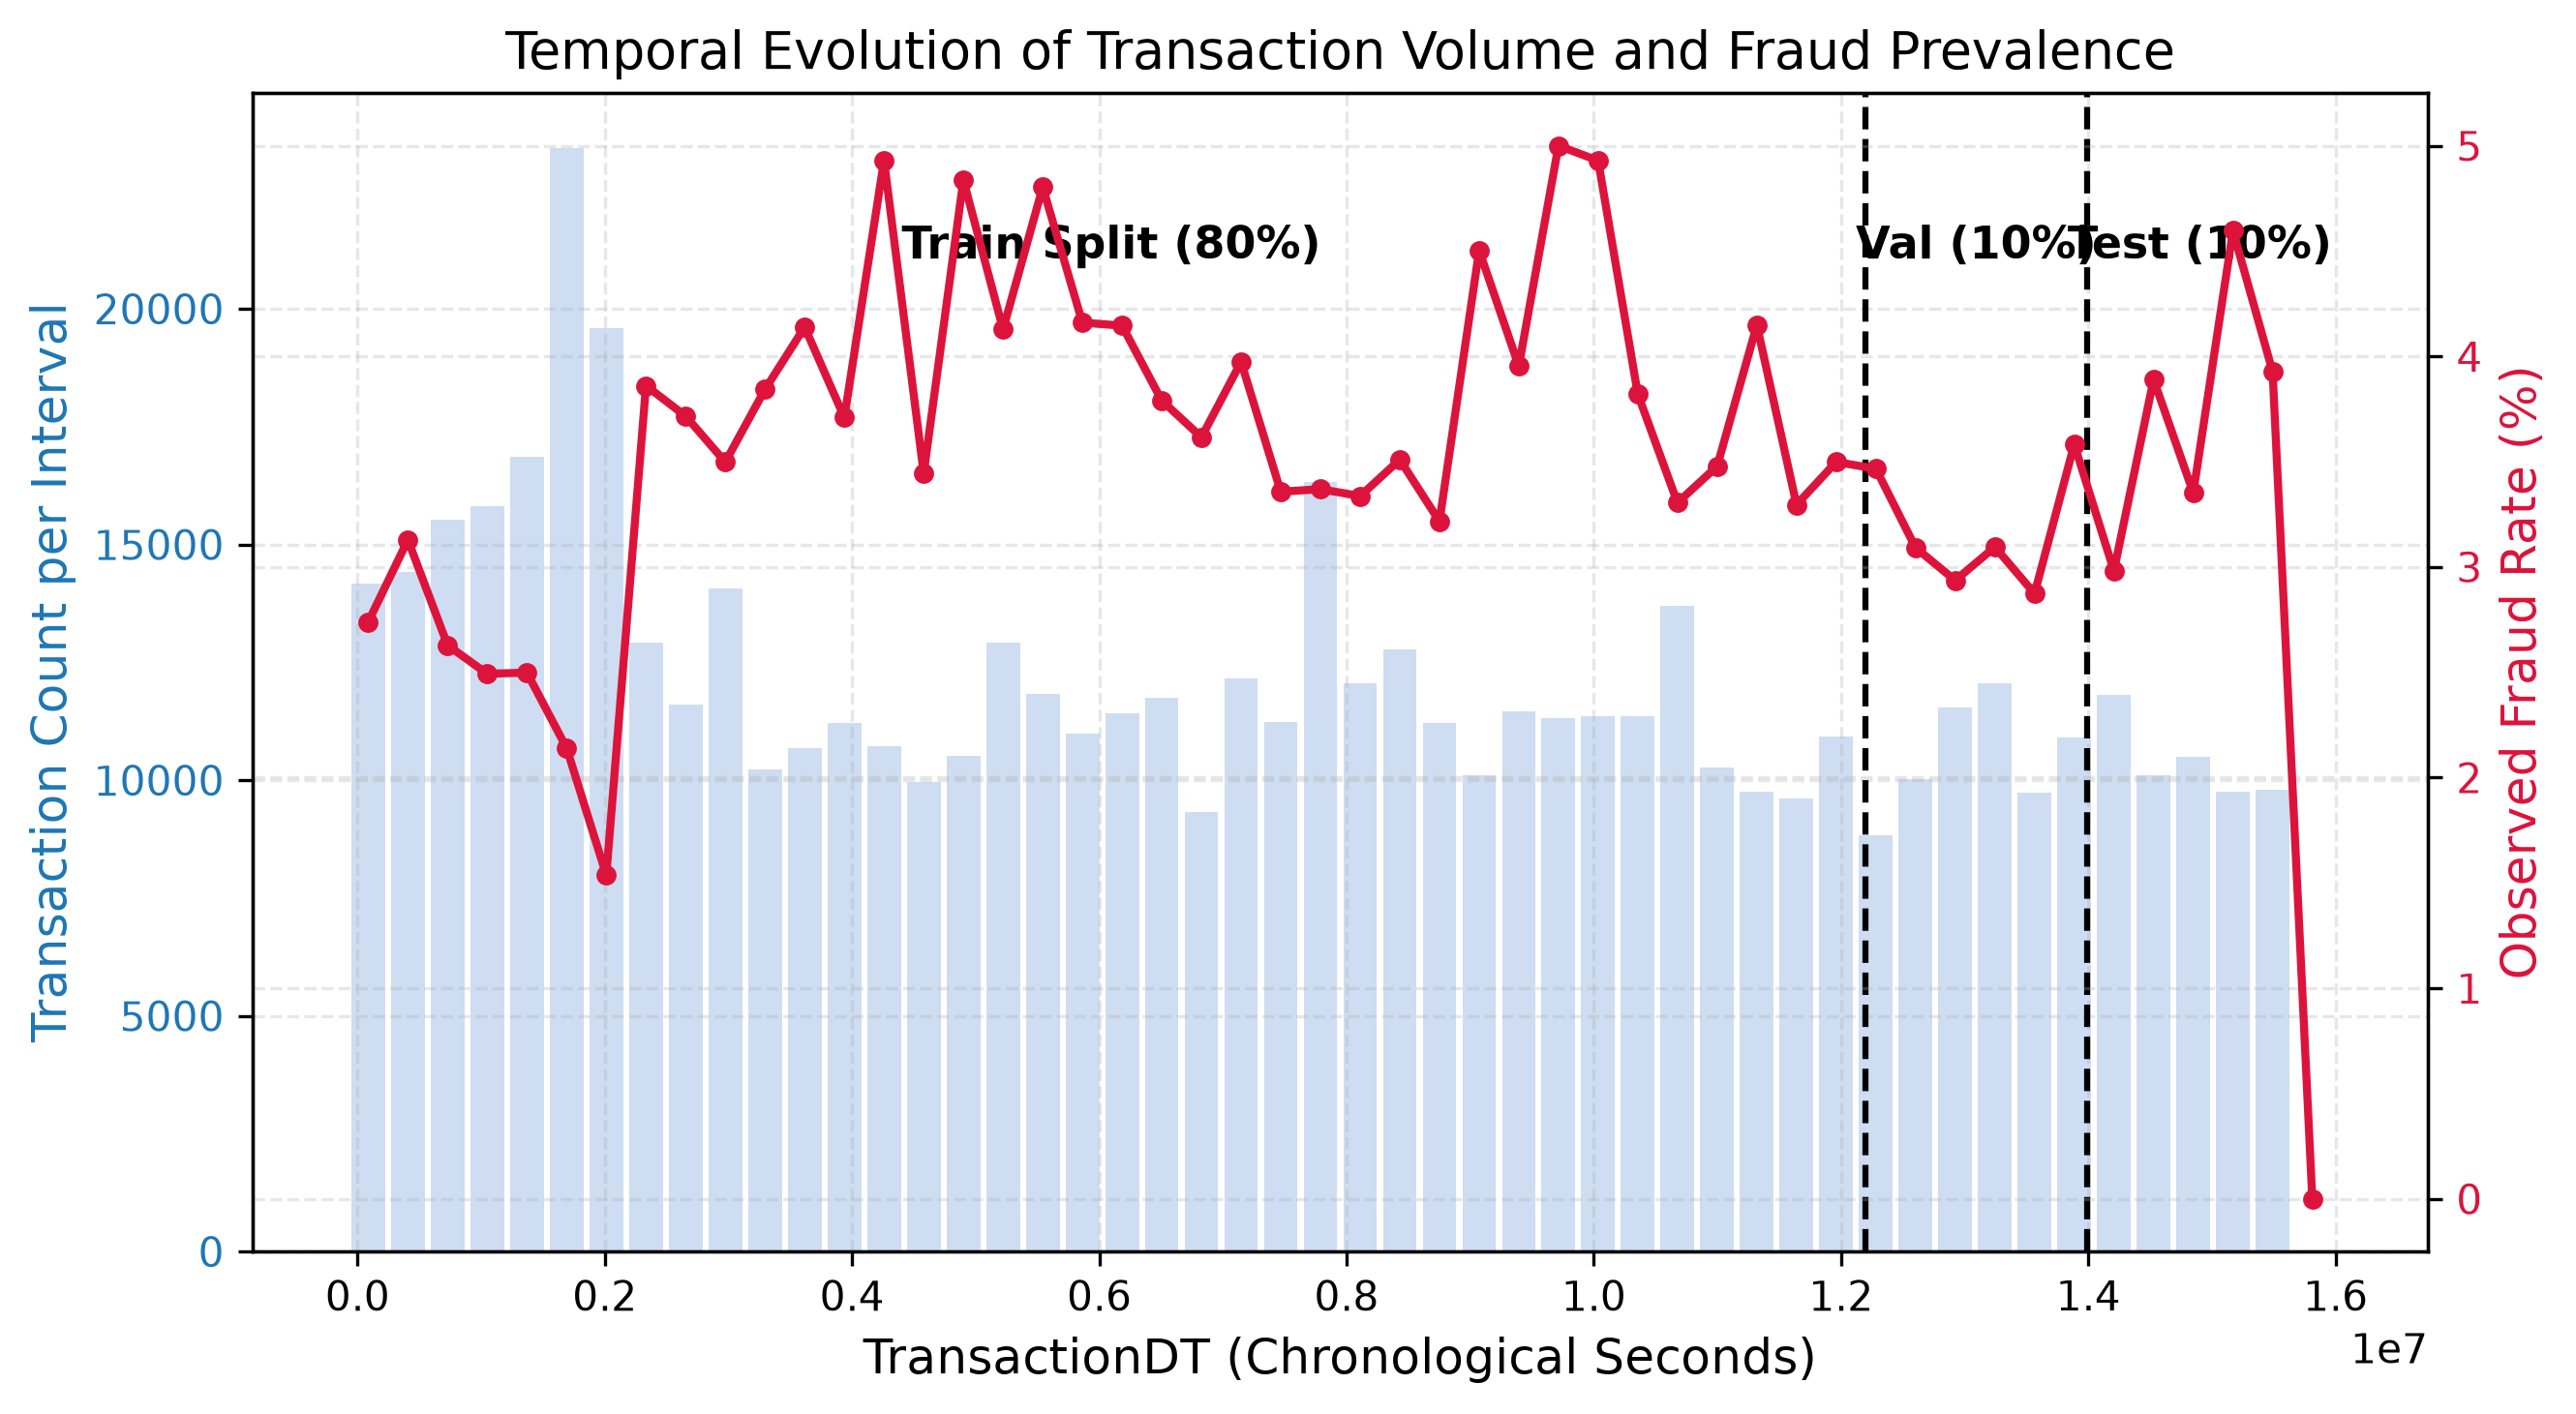 Temporal Evolution of Transaction Volume and Fraud Prevalence
Transaction Count per Interval
20000
15000
10000
5000
0
Train Split (80%)
Val (10%)
Test (10%)
5
4
3
2
1
0
Observed Fraud Rate (%)
0.0 0.2 0.4 0.6 0.8 1.0 1.2 1.4 1.6
1e7
TransactionDT (Chronological Seconds)